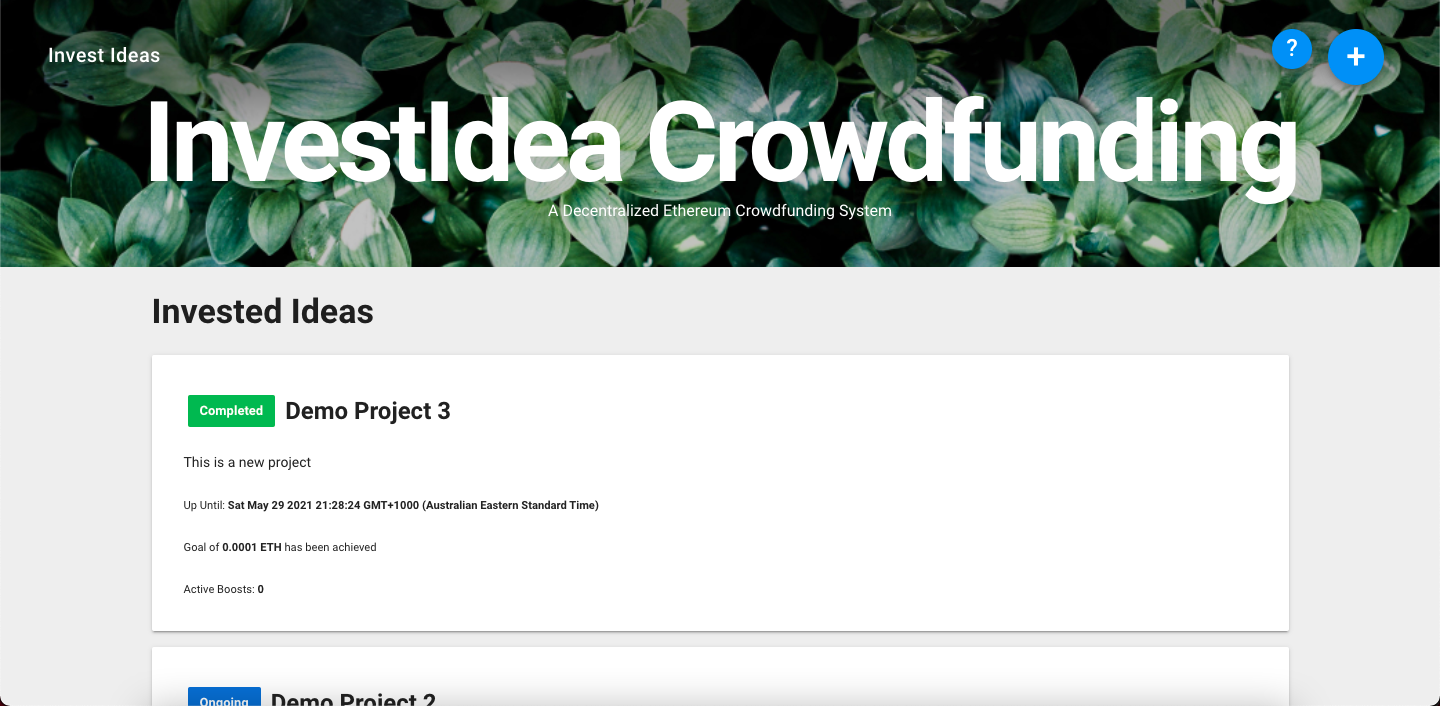 Invest Ideas
?
+
InvestIdea Crowdfunding
A Decentralized Ethereum Crowdfunding System
Invested Ideas
Completed Demo Project 3
This is a new project
Up Until: Sat May 29 2021 21:28:24 GMT+1000 (Australian Eastern Standard Time)
Goal of 0.0001 ETH has been achieved
Active Boosts: 0
Ongoing Demo Project 2